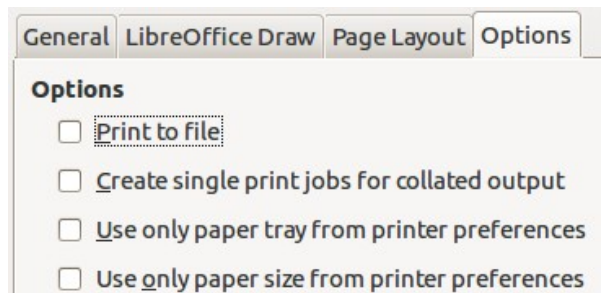 General LibreOffice Draw Page Layout Options
Options
Print to file
Create single print jobs for collated output
Use only paper tray from printer preferences
Use only paper size from printer preferences